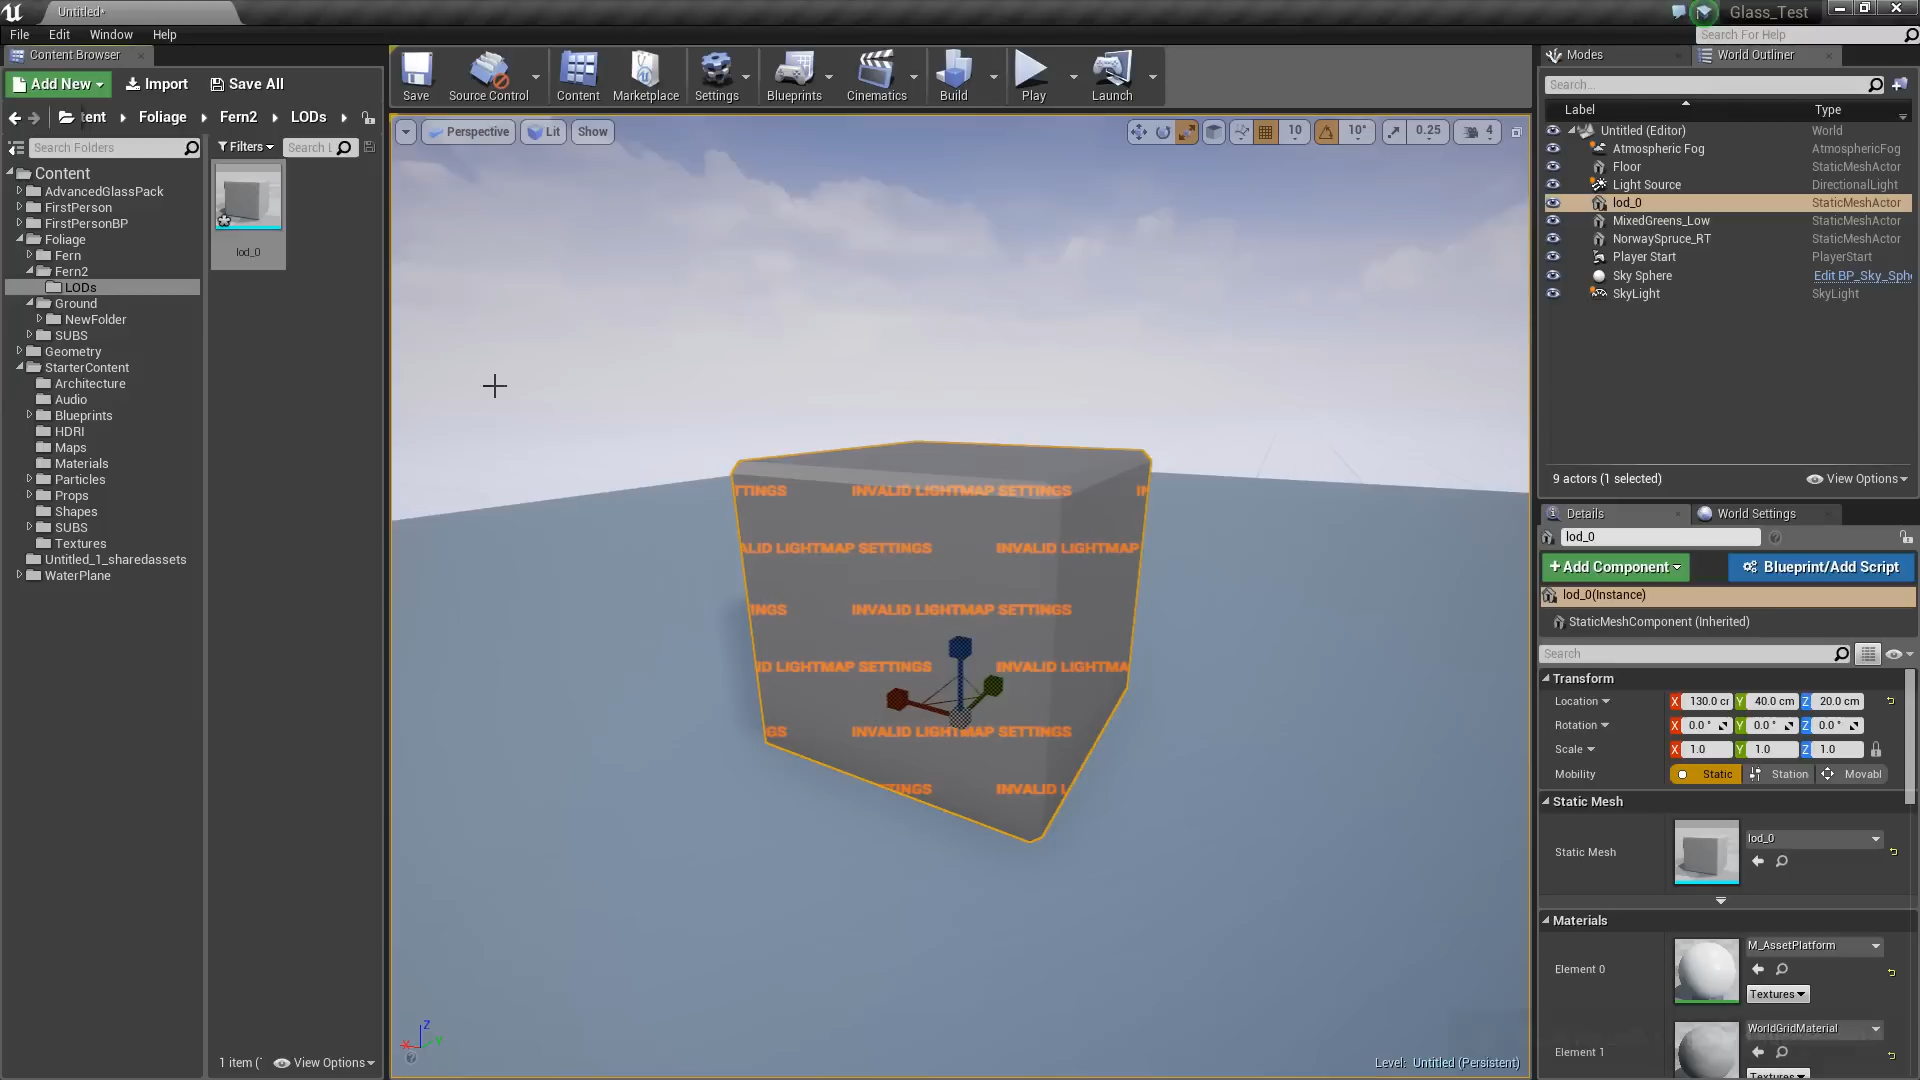 Untitled*
Glass_Test
File Edit Window Help
Search For Help
Content Browser
Add New Import Save All
tent Foliage Fern2 LODs
Search Folders
Filters Search L
Content
AdvancedGlassPack
FirstPerson
FirstPersonBP
Foliage
Fern
Fern2
LODs
Ground
NewFolder
SUBS
Geometry
StarterContent
Architecture
Audio
Blueprints
HDRI
Maps
Materials
Particles
Props
Shapes
SUBS
Textures
Untitled_1_sharedassets
WaterPlane
lod_0
1 item ( View Options
Save Source Control Content Marketplace Settings Blueprints Cinematics Build Play Launch
Perspective Lit Show
10 10° 0.25 4
TTINGS INVALID LIGHTMAP SETTINGS IN
ALID LIGHTMAP SETTINGS INVALID LIGHTMAP
INGS INVALID LIGHTMAP SETTINGS
ID LIGHTMAP SETTINGS INVALID LIGHTMA
GS INVALID LIGHTMAP SETTINGS
TINGS INVALID L
Z
X Y
Level: Untitled (Persistent)
Modes World Outliner
Search...
Label Type
Untitled (Editor) World
Atmospheric Fog AtmosphericFog
Floor StaticMeshActor
Light Source DirectionalLight
lod_0 StaticMeshActor
MixedGreens_Low StaticMeshActor
NorwaySpruce_RT StaticMeshActor
Player Start PlayerStart
Sky Sphere Edit BP_Sky_Sph
SkyLight SkyLight
9 actors (1 selected) View Options
Details World Settings
lod_0
+Add Component Blueprint/Add Script
lod_0(Instance)
StaticMeshComponent (Inherited)
Search
Transform
Location X 130.0 cr Y 40.0 cm Z 20.0 cm
Rotation X 0.0 ° Y 0.0 ° Z 0.0 °
Scale X 1.0 Y 1.0 Z 1.0
Mobility Static Station Movabl
Static Mesh
Static Mesh lod_0
Materials
Element 0 M_AssetPlatform
Textures
Element 1 WorldGridMaterial
Textures